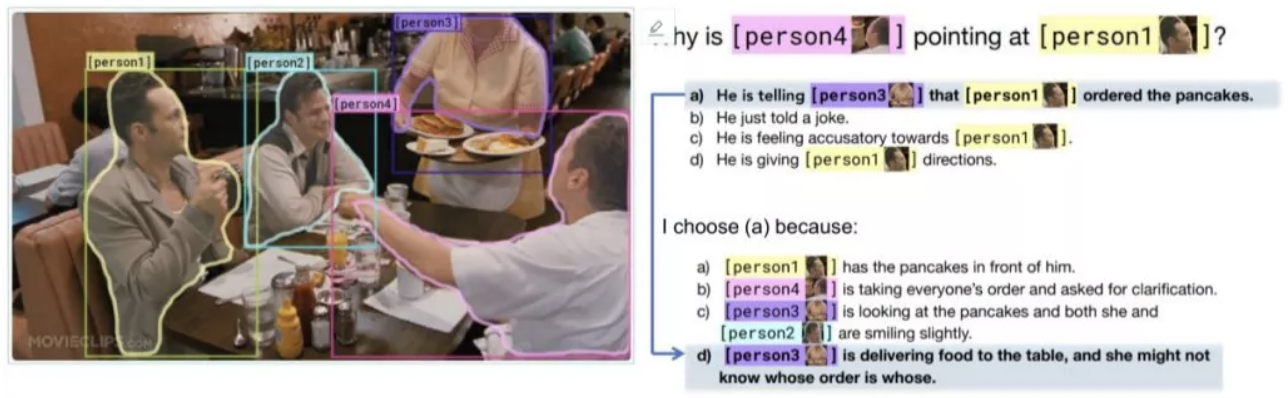 [person1]
[person2]
[person3]
[person4]
MOVIECLIPS.COM
hy is [person4 ] pointing at [person1 ]?
a) He is telling [person3 ] that [person1 ] ordered the pancakes.
b) He just told a joke.
c) He is feeling accusatory towards [person1 ].
d) He is giving [person1 ] directions.
I choose (a) because:
a) [person1 ] has the pancakes in front of him.
b) [person4 ] is taking everyone's order and asked for clarification.
c) [person3 ] is looking at the pancakes and both she and
[person2 ] are smiling slightly.
d) [person3 ] is delivering food to the table, and she might not
know whose order is whose.